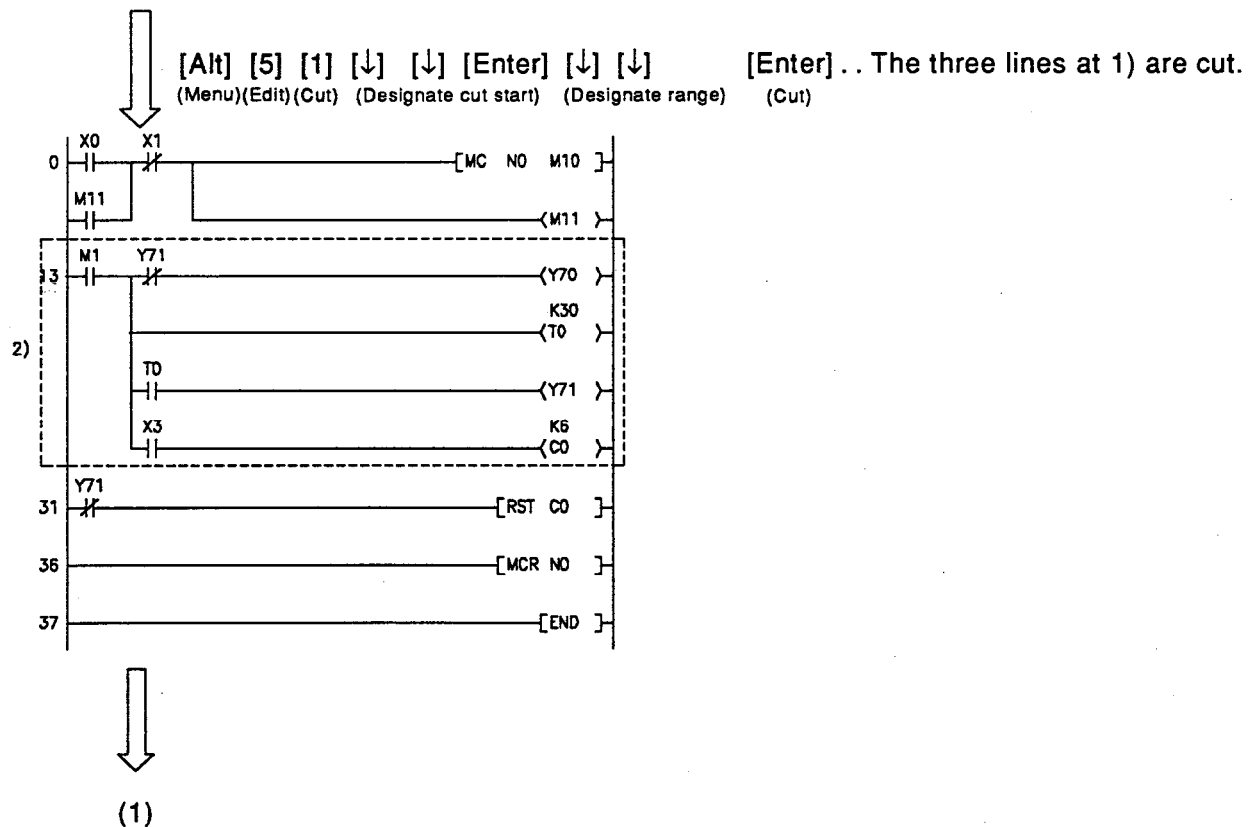 [Alt] [5] [1] [↓] [↓] [Enter] [↓] [↓] [Enter] . . The three lines at 1) are cut.
(Menu)(Edit)(Cut) (Designate cut start) (Designate range) (Cut)
X0 X1
0 [MC N0 M10 ]
M11
(M11 )
M1 Y71
13 (Y70 )
K30
(T0 )
2)
T0
(Y71 )
X3 K6
(C0 )
Y71
31 [RST C0 ]
36 [MCR N0 ]
37 [END ]
(1)